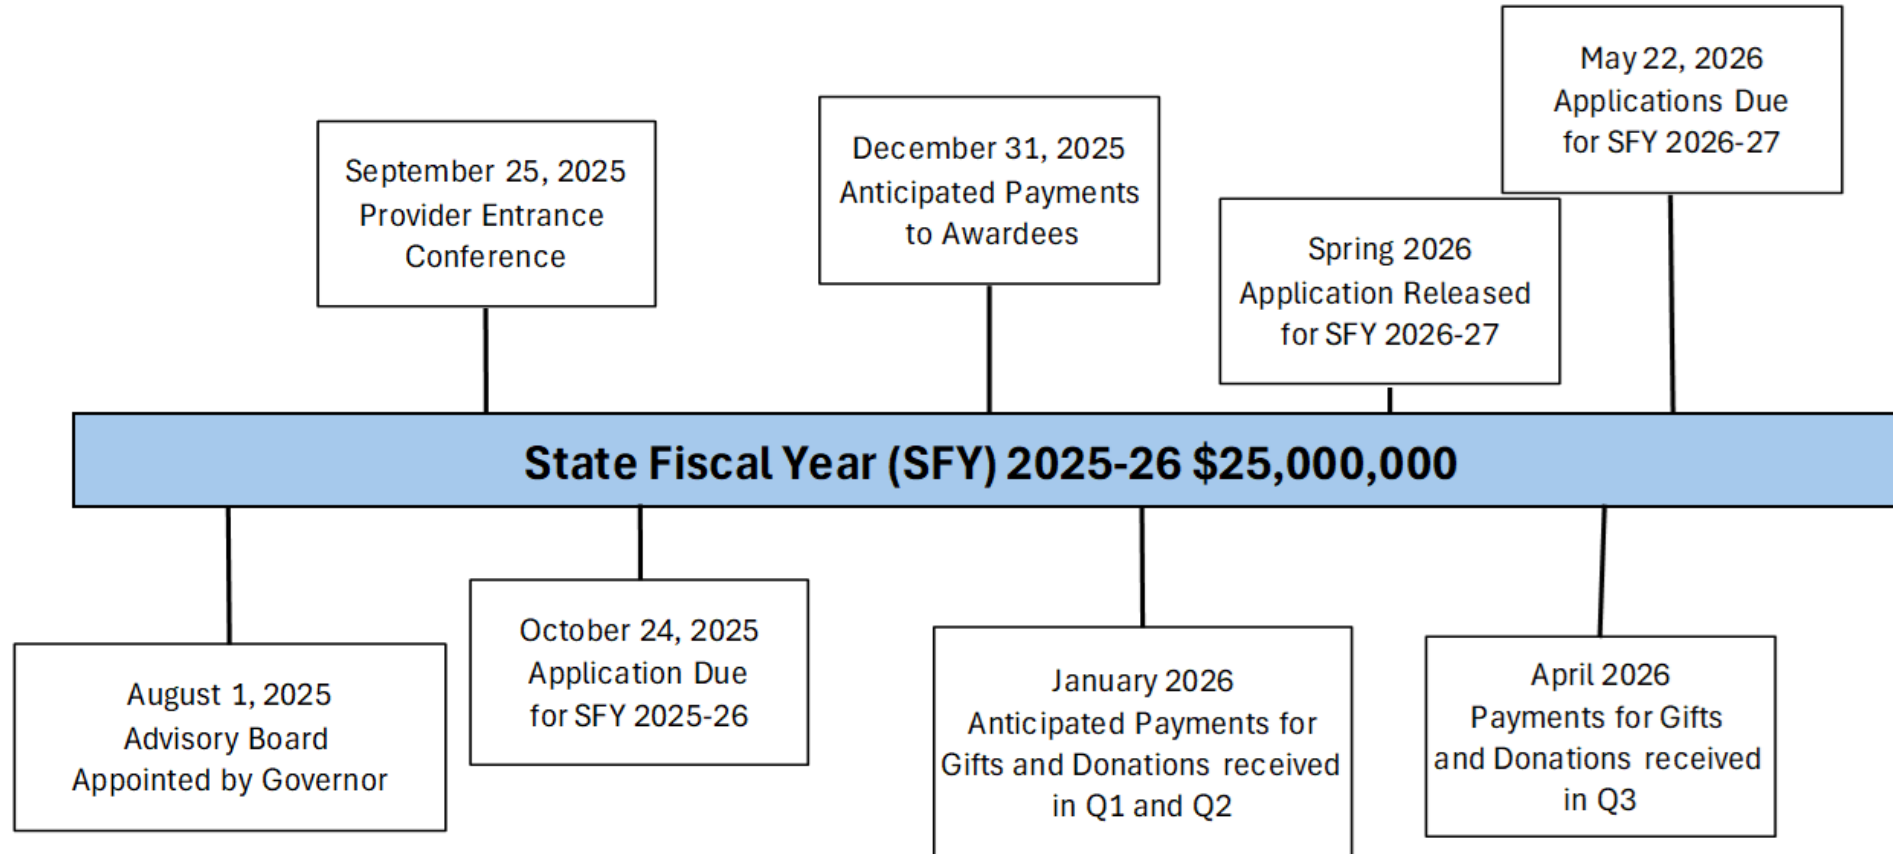 May 22, 2026
Applications Due
for SFY 2026-27
December 31, 2025
Anticipated Payments
to Awardees
September 25, 2025
Provider Entrance
Conference
Spring 2026
Application Released
for SFY 2026-27
State Fiscal Year (SFY) 2025-26 $25,000,000
August 1, 2025
Advisory Board
Appointed by Governor
October 24, 2025
Application Due
for SFY 2025-26
January 2026
Anticipated Payments for
Gifts and Donations received
in Q1 and Q2
April 2026
Payments for Gifts
and Donations received
in Q3